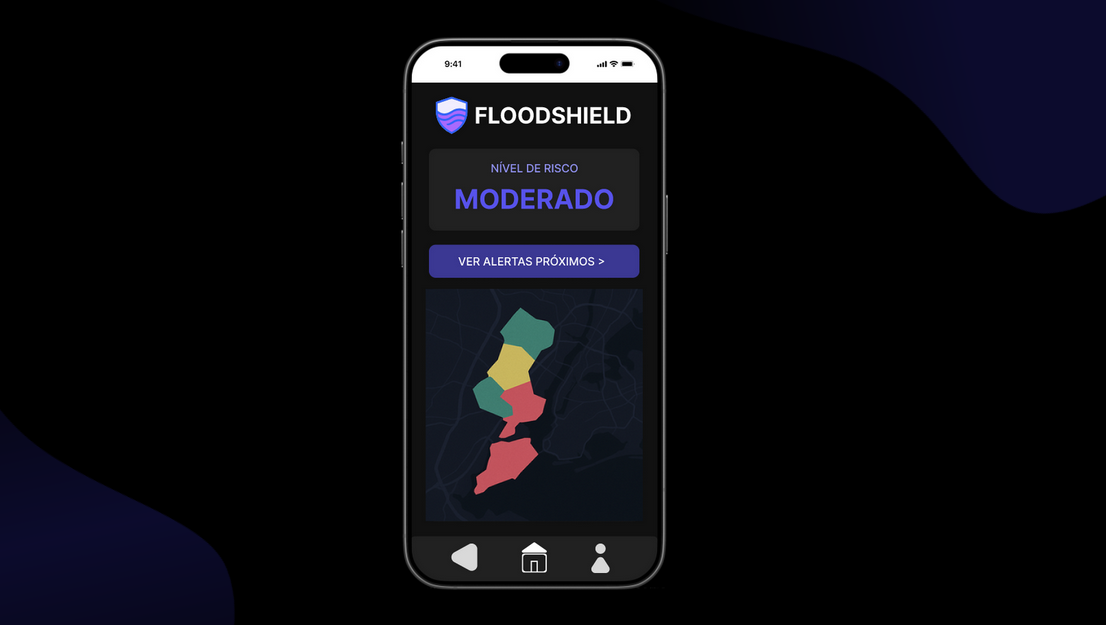 9:41
FLOODSHIELD
NÍVEL DE RISCO
MODERADO
VER ALERTAS PRÓXIMOS >